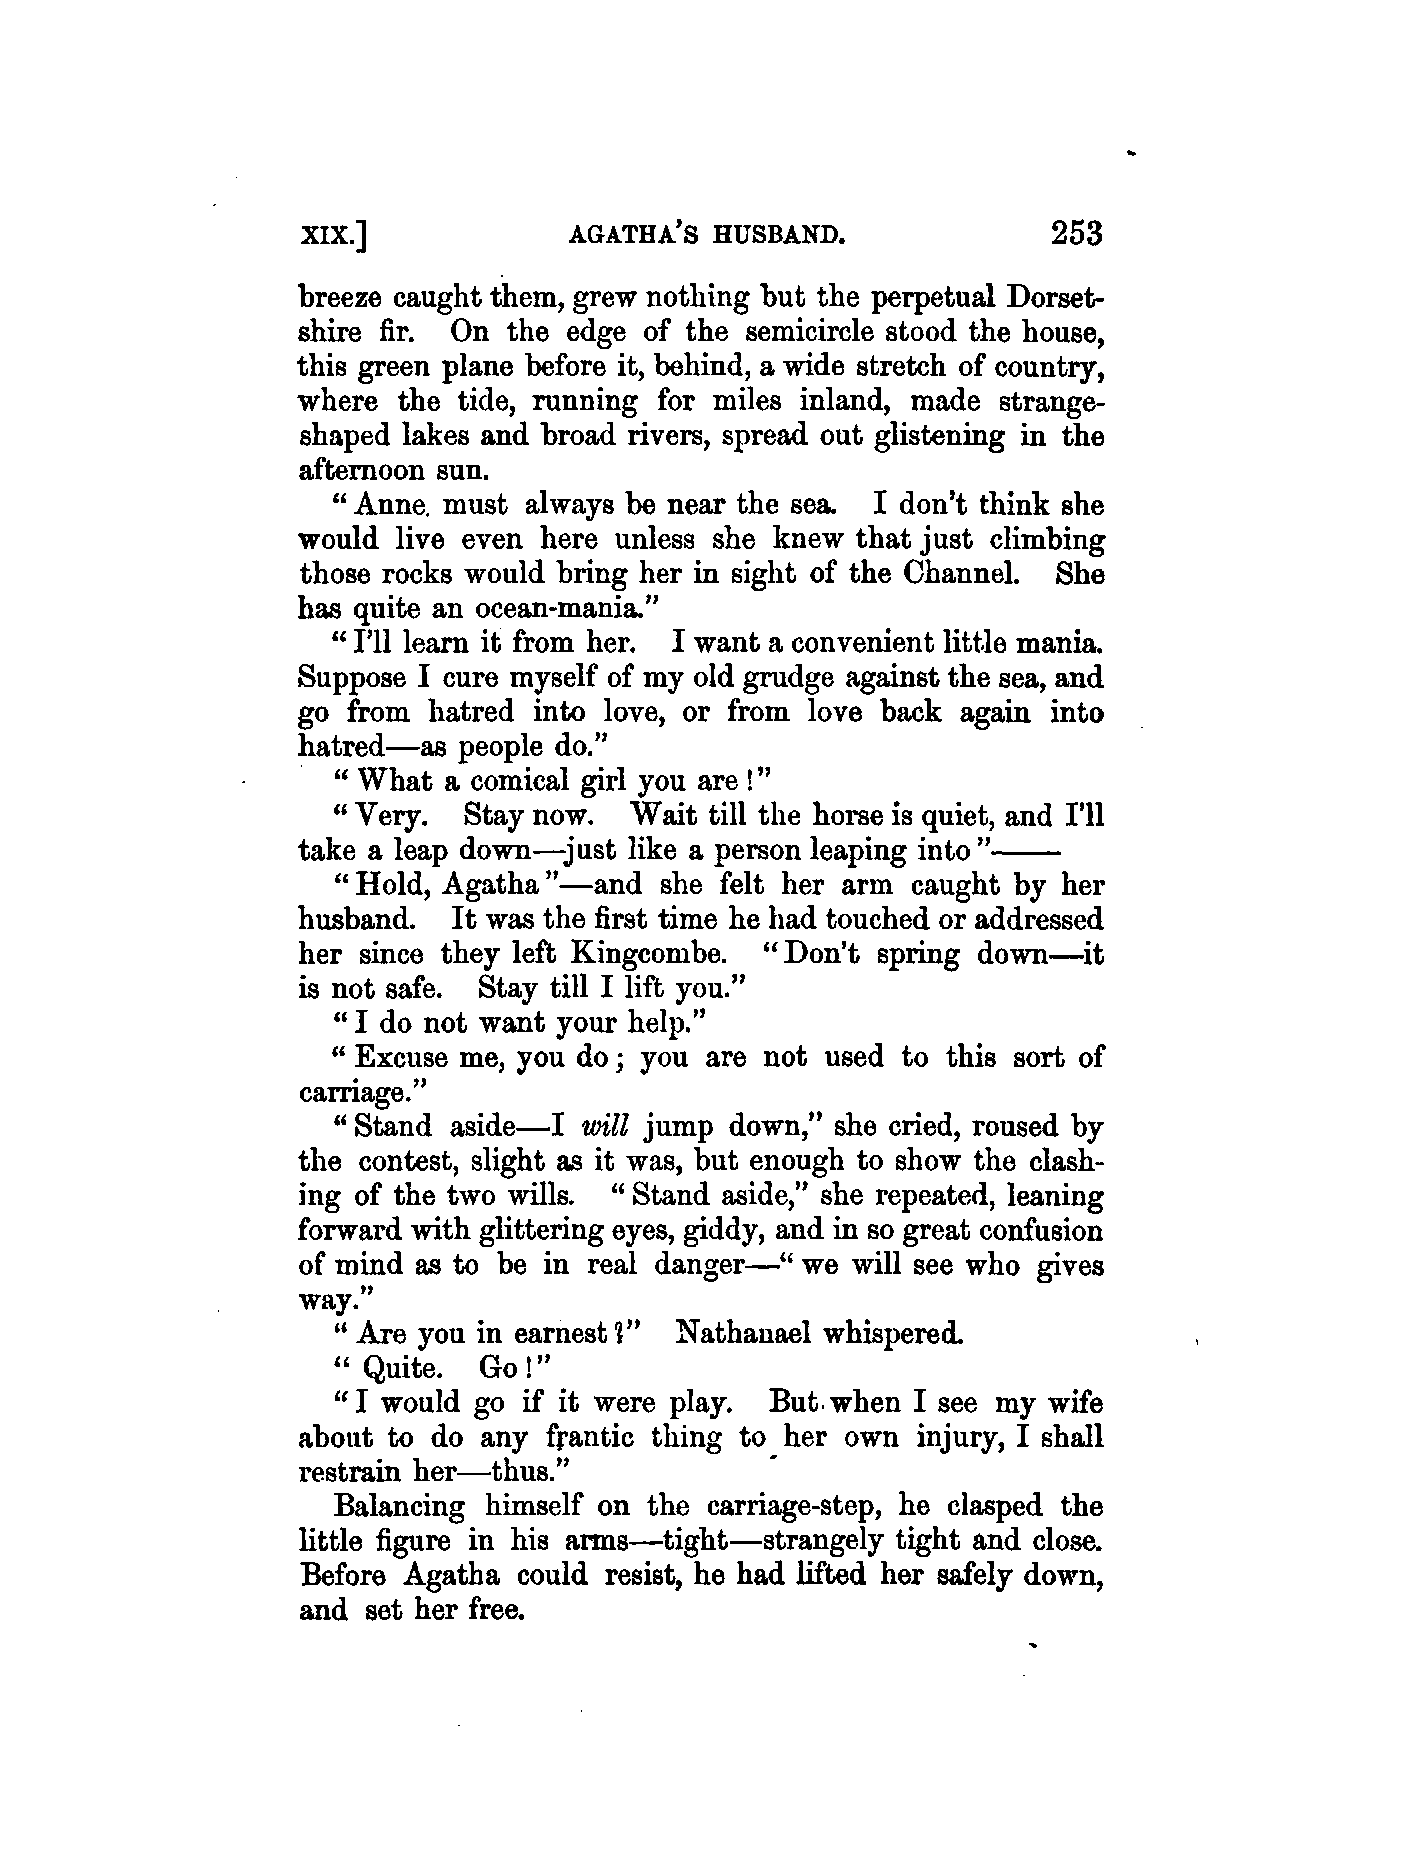 XIX.] AGATHA'S HUSBAND. 253
breeze caught them, grew nothing but the perpetual Dorset-
shire fir. On the edge of the semicircle stood the house,
this green plane before it, behind, a wide stretch of country,
where the tide, running for miles inland, made strange-
shaped lakes and broad rivers, spread out glistening in the
afternoon sun.
"Anne. must always be near the sea. I don't think she
would live even here unless she knew that just climbing
those rocks would bring her in sight of the Channel. She
has quite an ocean-mania."
"I'll learn it from her. I want a convenient little mania.
Suppose I cure myself of my old grudge against the sea, and
go from hatred into love, or from love back again into
hatred—as people do."
"What a comical girl you are!"
"Very. Stay now. Wait till the horse is quiet, and I'll
take a leap down—just like a person leaping into"——
"Hold, Agatha"—and she felt her arm caught by her
husband. It was the first time he had touched or addressed
her since they left Kingcombe. "Don't spring down—it
is not safe. Stay till I lift you."
"I do not want your help."
"Excuse me, you do; you are not used to this sort of
carriage."
"Stand aside—I will jump down," she cried, roused by
the contest, slight as it was, but enough to show the clash-
ing of the two wills. "Stand aside," she repeated, leaning
forward with glittering eyes, giddy, and in so great confusion
of mind as to be in real danger—"we will see who gives
way."
"Are you in earnest?" Nathanael whispered.
"Quite. Go!"
"I would go if it were play. But when I see my wife
about to do any frantic thing to her own injury, I shall
restrain her—thus."
Balancing himself on the carriage-step, he clasped the
little figure in his arms—tight—strangely tight and close.
Before Agatha could resist, he had lifted her safely down,
and set her free.